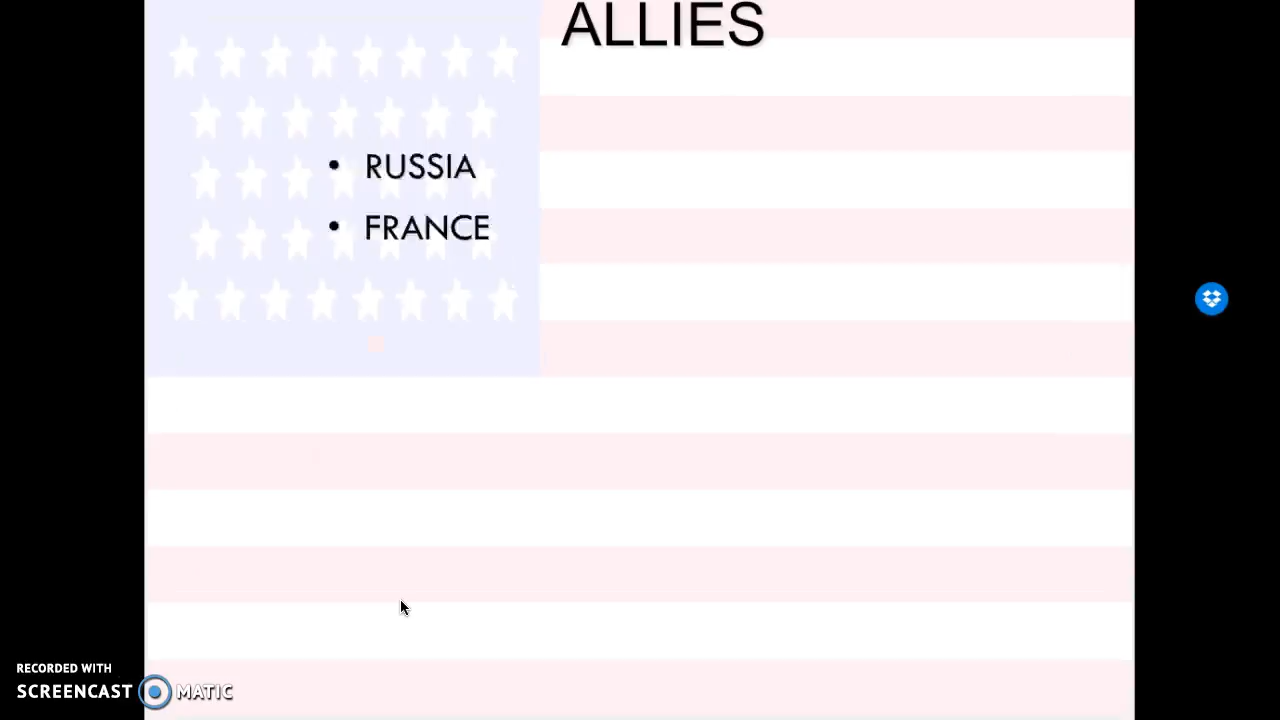 ALLIES
• RUSSIA
• FRANCE
RECORDED WITH
SCREENCAST MATIC